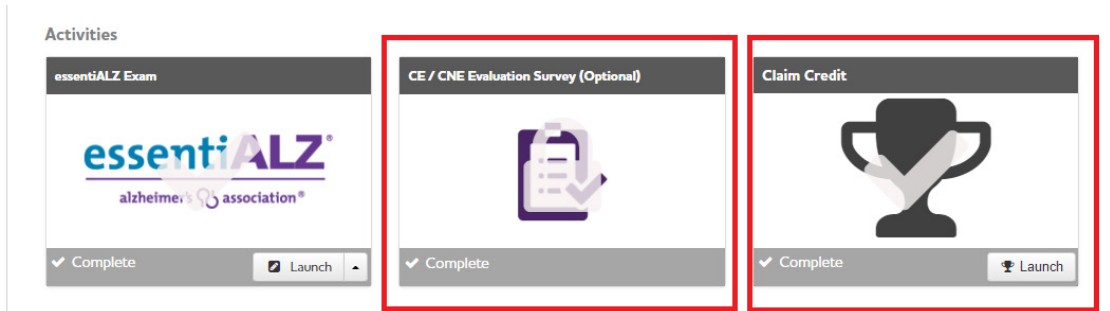 Activities
essentiALZ Exam
essentiALZ®
alzheimer's association®
Complete
Launch
CE / CNE Evaluation Survey (Optional)
Complete
Claim Credit
Complete
Launch